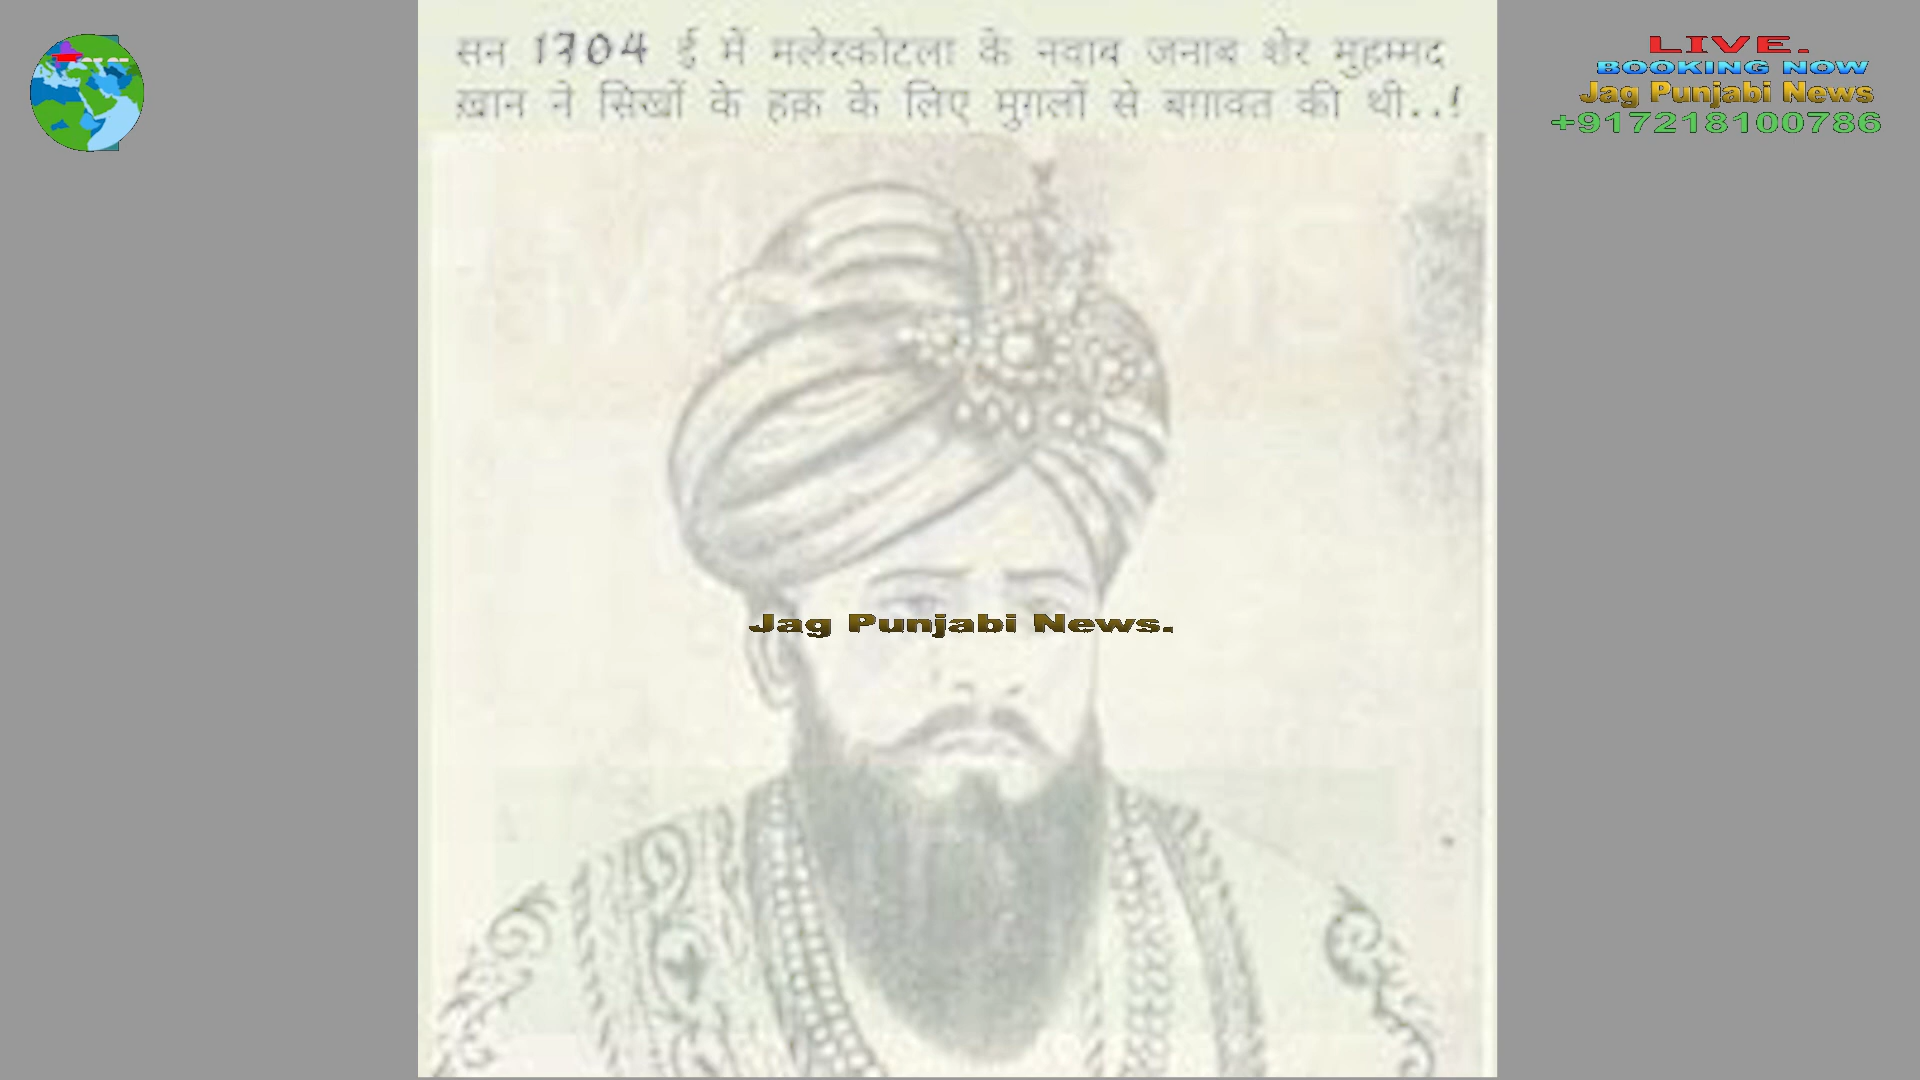 सन 1704 ई में मलेरकोटला के नवाब जनाब शेर मुहम्मद
ख़ान ने सिखों के हक़ के लिए मुग़लों से बग़ावत की थी..!
LIVE.
BOOKING NOW
Jag Punjabi News
+917218100786
Jag Punjabi News.